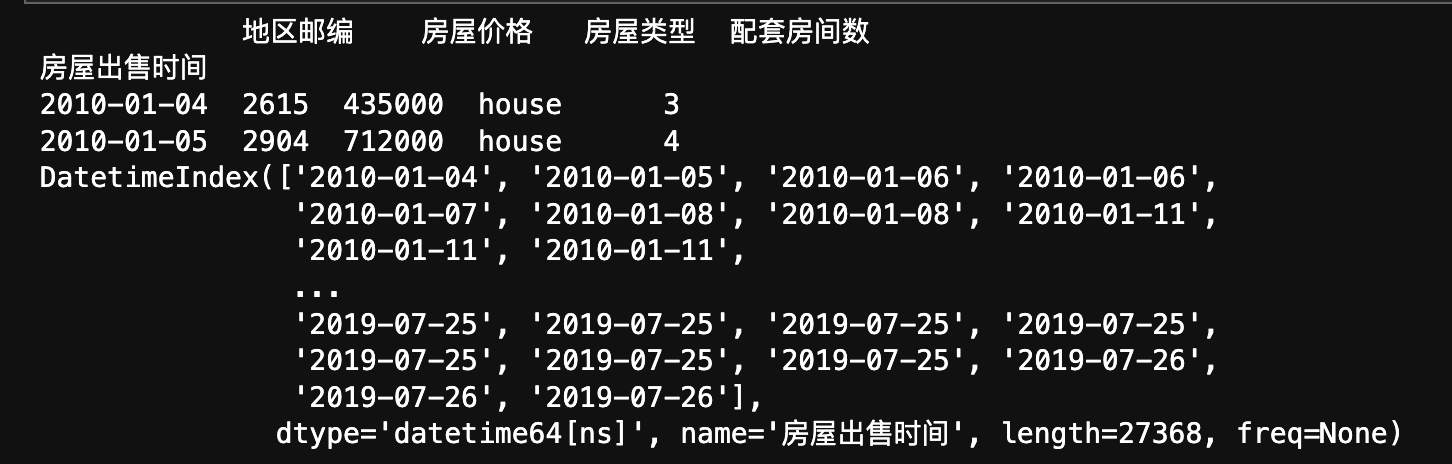 地区邮编 房屋价格 房屋类型 配套房间数
房屋出售时间
2010-01-04 2615 435000 house 3
2010-01-05 2904 712000 house 4
DatetimeIndex(['2010-01-04', '2010-01-05', '2010-01-06', '2010-01-06',
'2010-01-07', '2010-01-08', '2010-01-08', '2010-01-11',
'2010-01-11', '2010-01-11',
...
'2019-07-25', '2019-07-25', '2019-07-25', '2019-07-25',
'2019-07-25', '2019-07-25', '2019-07-25', '2019-07-26',
'2019-07-26', '2019-07-26'],
dtype='datetime64[ns]', name='房屋出售时间', length=27368, freq=None)